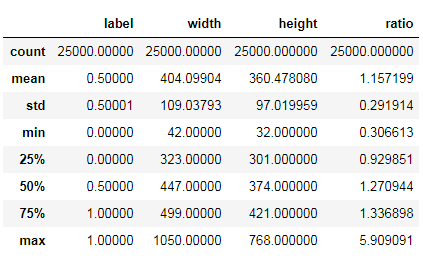 label width height ratio
count 25000.00000 25000.00000 25000.000000 25000.000000
mean 0.50000 404.09904 360.478080 1.157199
std 0.50001 109.03793 97.019959 0.291914
min 0.00000 42.00000 32.000000 0.306613
25% 0.00000 323.00000 301.000000 0.929851
50% 0.50000 447.00000 374.000000 1.270944
75% 1.00000 499.00000 421.000000 1.336898
max 1.00000 1050.00000 768.000000 5.909091